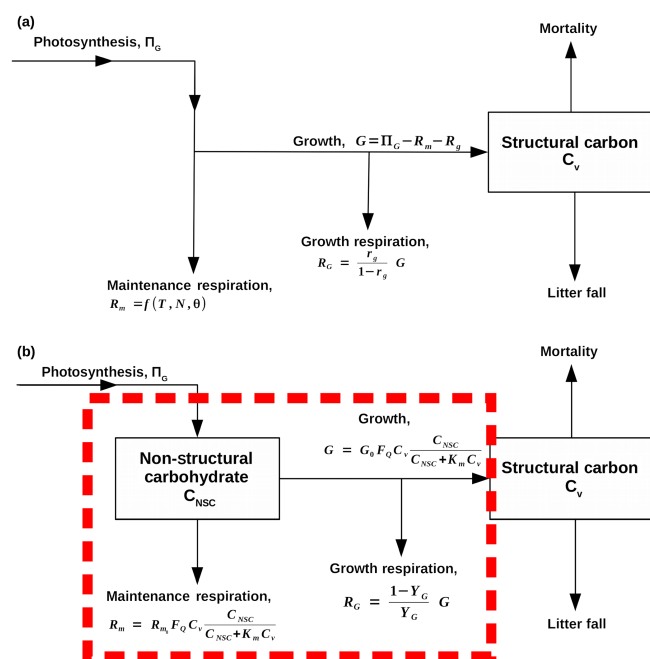 (a)
Photosynthesis, Π_G
Mortality
Growth, G = Π_G − R_m − R_g
Structural carbon
C_v
Growth respiration,
R_G = r_g / (1 − r_g) G
Maintenance respiration,
R_m = f(T, N, θ)
Litter fall
(b)
Photosynthesis, Π_G
Mortality
Growth,
G = G_0 F_Q C_v C_NSC / (C_NSC + K_m C_v)
Non-structural
carbohydrate
C_NSC
Structural carbon
C_v
Growth respiration,
R_G = (1 − Y_G) / Y_G G
Maintenance respiration,
R_m = R_m_0 F_Q C_v C_NSC / (C_NSC + K_m C_v)
Litter fall